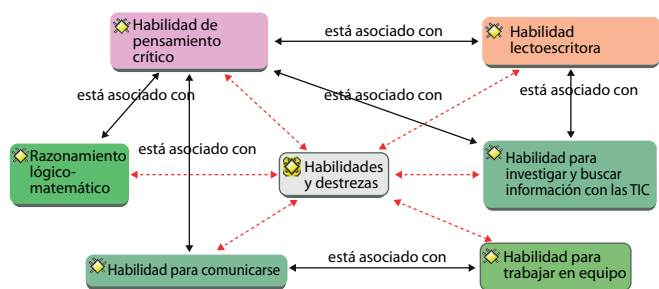 Habilidad de
pensamiento
crítico
está asociado con
Habilidad
lectoescritora
está asociado con
está asociado con
está asociado con
Razonamiento
lógico-
matemático
está asociado con
Habilidades
y destrezas
Habilidad para
investigar y buscar
información con las TIC
está asociado con
Habilidad para comunicarse
Habilidad para
trabajar en equipo